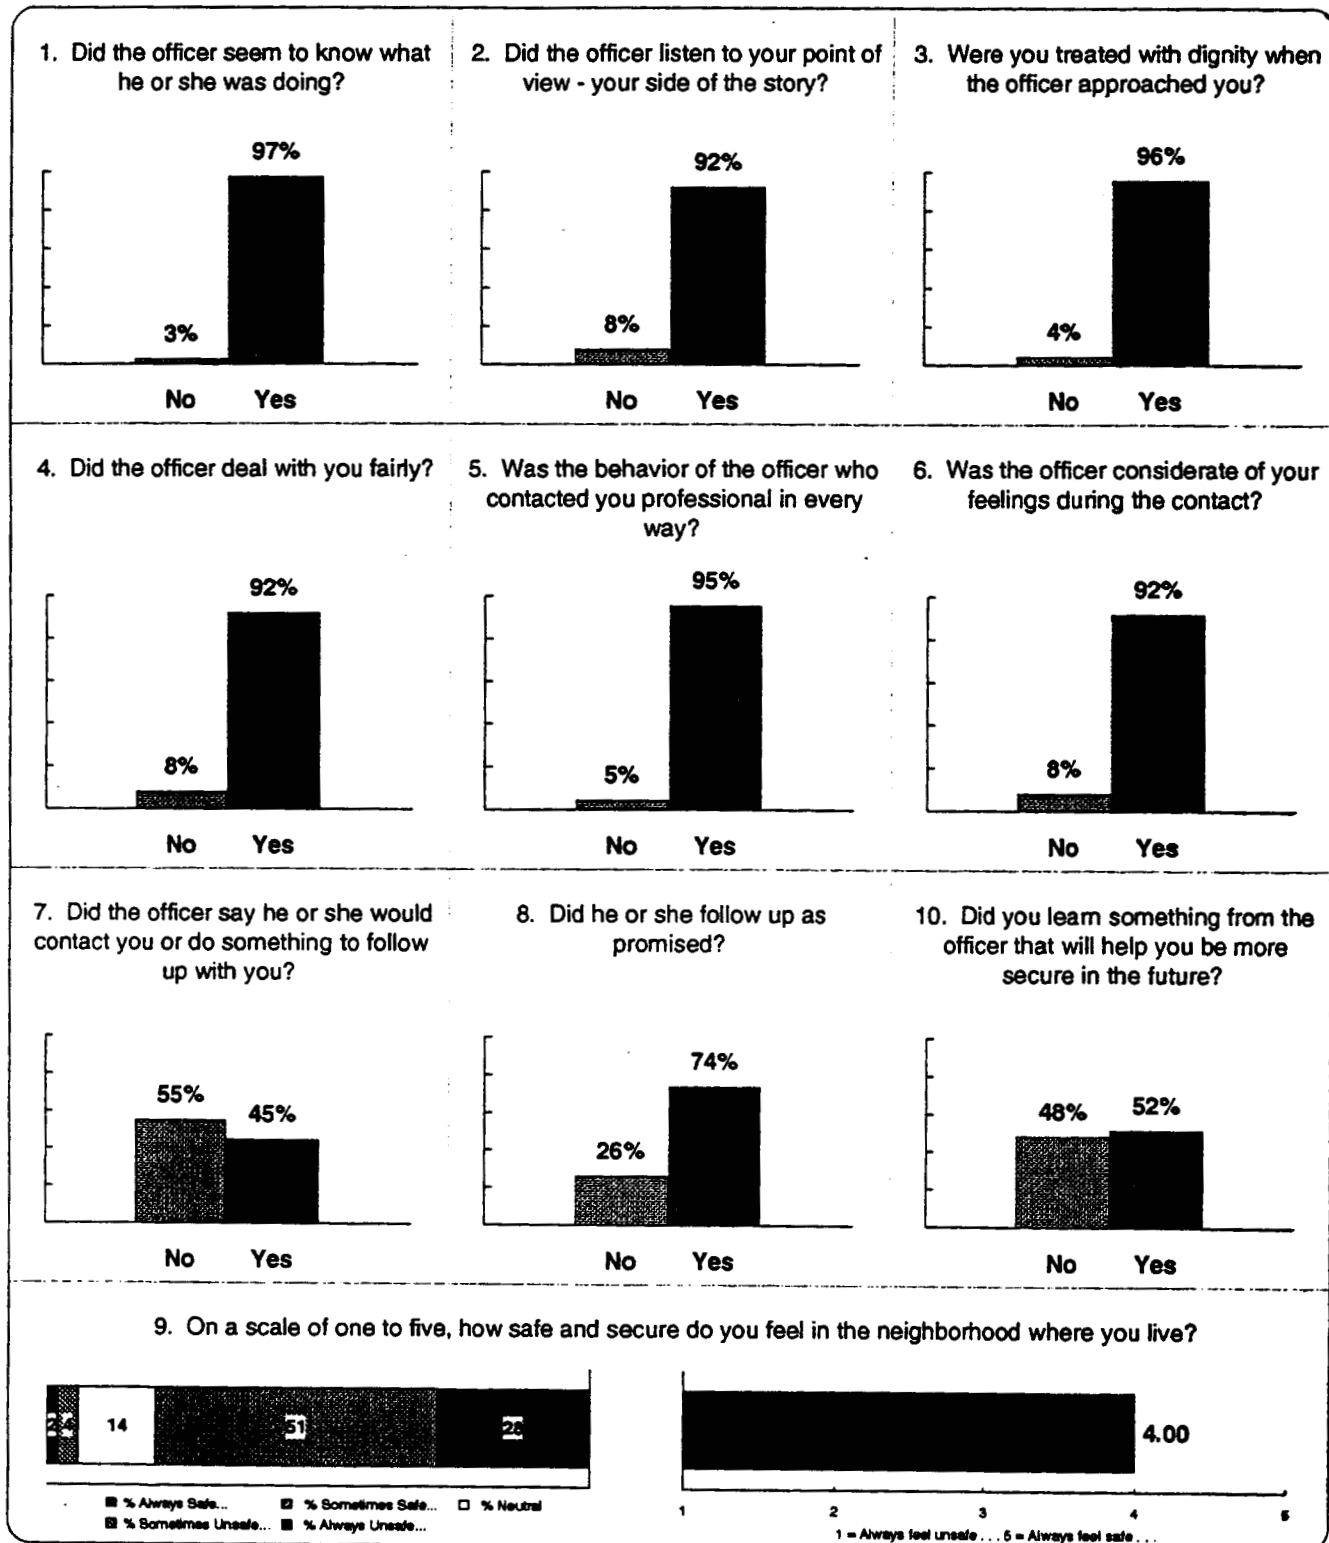 1. Did the officer seem to know what
he or she was doing?
97%
3%
No Yes
2. Did the officer listen to your point of
view - your side of the story?
92%
8%
No Yes
3. Were you treated with dignity when
the officer approached you?
96%
4%
No Yes
4. Did the officer deal with you fairly?
92%
8%
No Yes
5. Was the behavior of the officer who
contacted you professional in every
way?
95%
5%
No Yes
6. Was the officer considerate of your
feelings during the contact?
92%
8%
No Yes
7. Did the officer say he or she would
contact you or do something to follow
up with you?
55%
45%
No Yes
8. Did he or she follow up as
promised?
74%
26%
No Yes
10. Did you learn something from the
officer that will help you be more
secure in the future?
48%
52%
No Yes
9. On a scale of one to five, how safe and secure do you feel in the neighborhood where you live?
2 4 14 51 28
% Always Safe... % Sometimes Safe... % Neutral
% Sometimes Unsafe... % Always Unsafe...
4.00
1 2 3 4 5
1 = Always feel unsafe . . . 5 = Always feel safe . . .